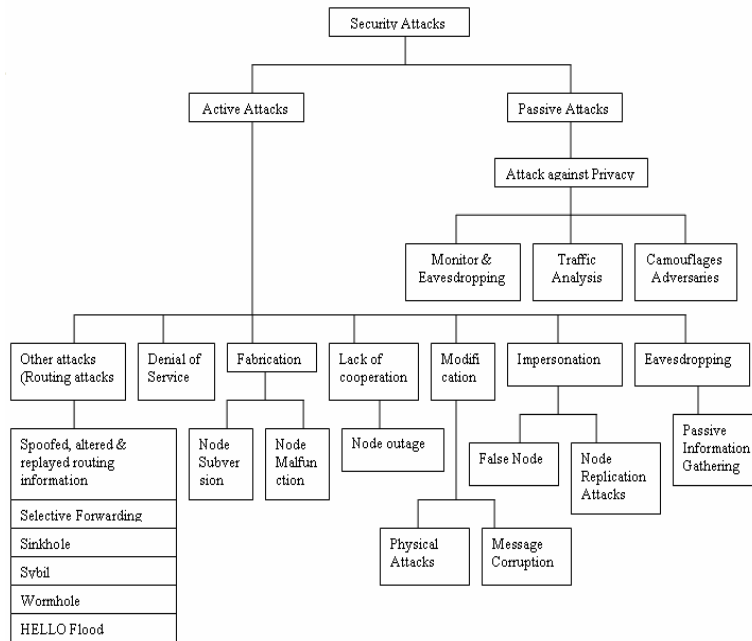 Security Attacks
Active Attacks
Passive Attacks
Attack against Privacy
Monitor &
Eavesdropping
Traffic
Analysis
Camouflages
Adversaries
Other attacks
(Routing attacks
Denial of
Service
Fabrication
Lack of
cooperation
Modifi
cation
Impersonation
Eavesdropping
Spoofed, altered &
replayed routing
information
Selective Forwarding
Sinkhole
Sybil
Wormhole
HELLO Flood
Node
Subver
sion
Node
Malfun
ction
Node outage
Physical
Attacks
Message
Corruption
False Node
Node
Replication
Attacks
Passive
Information
Gathering